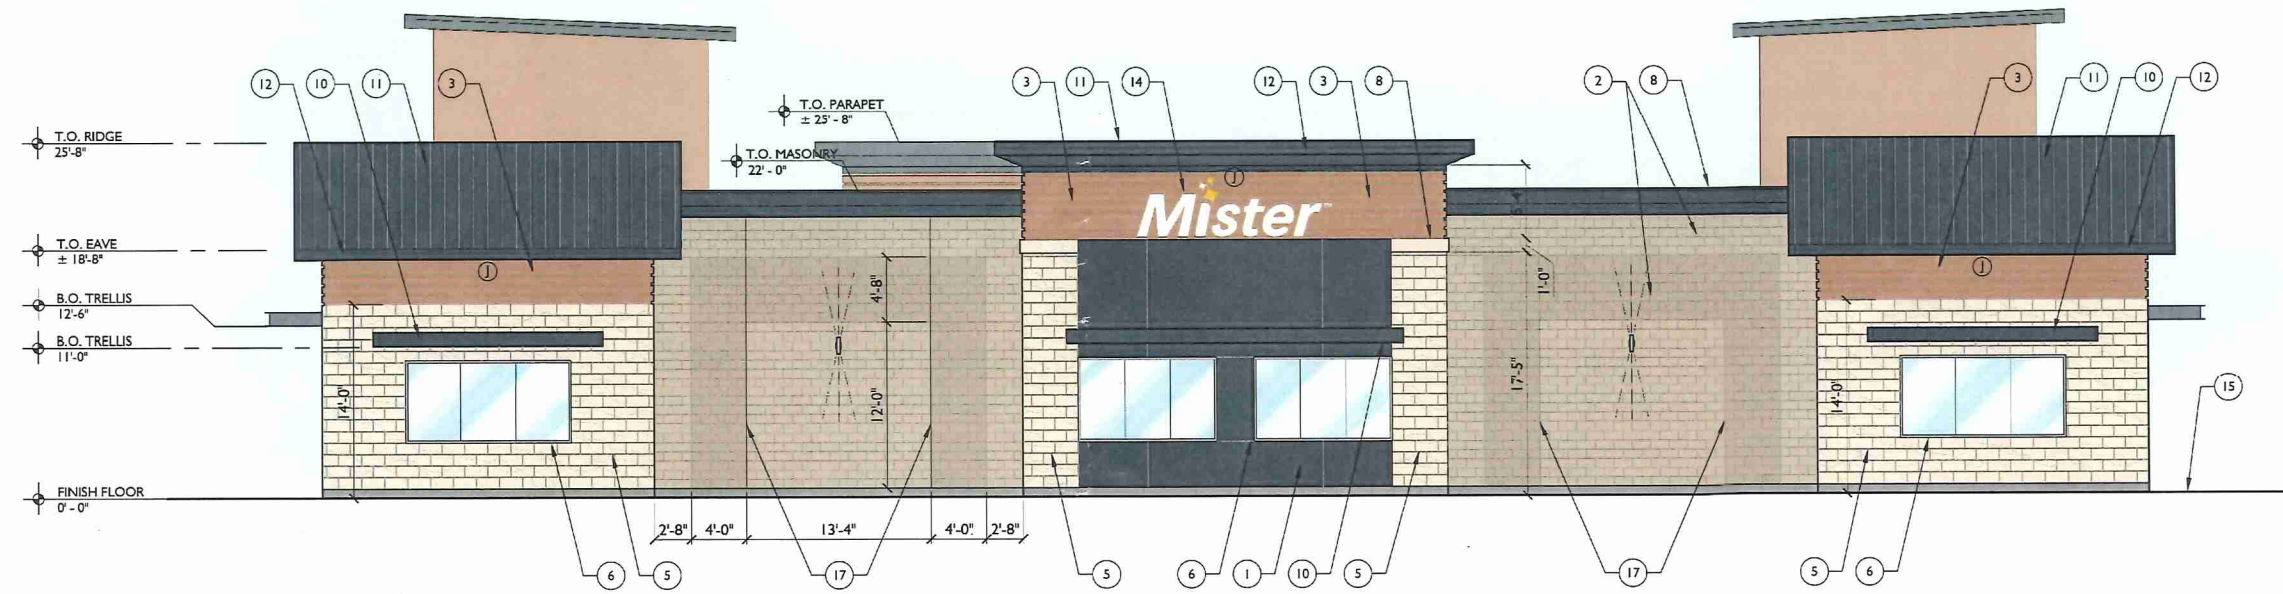 12 10 11 3 3 11 14 12 3 8 2 8 3 11 10 12
T.O. PARAPET
± 25' - 8"
T.O. RIDGE
25'-8"
T.O. MASONRY
22' - 0"
J
Mister
T.O. EAVE
± 18'-8"
J
J
4'-8"
1'-0"
B.O. TRELLIS
12'-6"
B.O. TRELLIS
11'-0"
14'-0"
12'-0"
17'-5"
14'-0"
15
FINISH FLOOR
0' - 0"
2'-8" 4'-0" 13'-4" 4'-0" 2'-8"
6 5 17 5 6 1 10 5 17 5 6